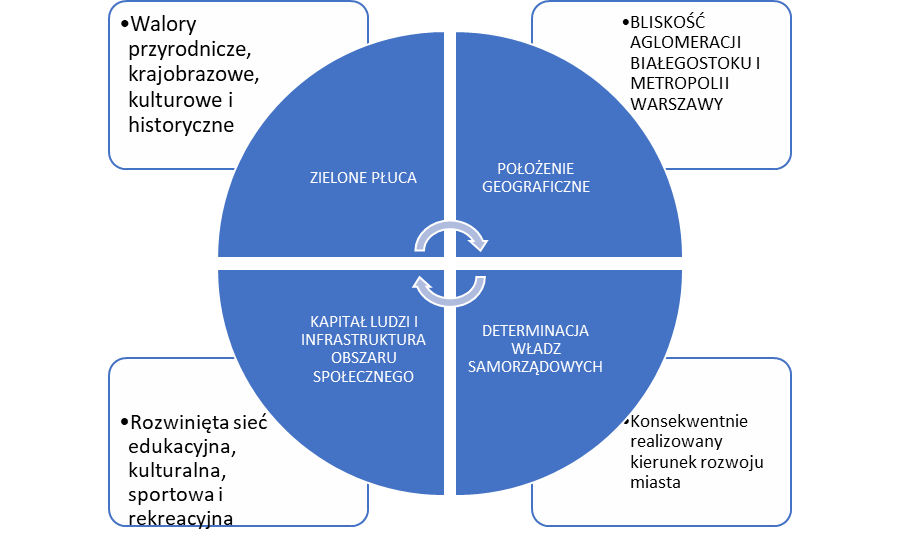 •Walory
przyrodnicze,
krajobrazowe,
kulturowe i
historyczne
•BLISKOŚĆ
AGLOMERACJI
BIAŁEGOSTOKU I
METROPOLII
WARSZAWY
ZIELONE PŁUCA
POŁOŻENIE
GEOGRAFICZNE
KAPITAŁ LUDZI I
INFRASTRUKTURA
OBSZARU
SPOŁECZNEGO
DETERMINACJA
WŁADZ
SAMORZĄDOWYCH
•Rozwinięta sieć
edukacyjna,
kulturalna,
sportowa i
rekreacyjna
•Konsekwentnie
realizowany
kierunek rozwoju
miasta